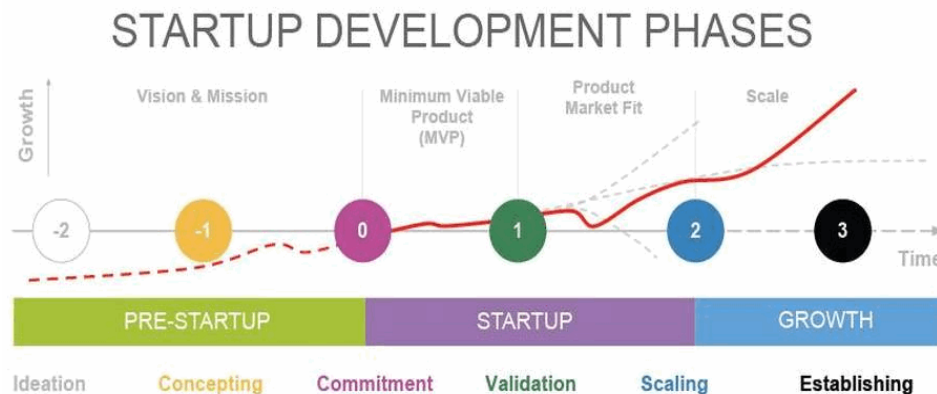 STARTUP DEVELOPMENT PHASES
Growth
Vision & Mission
Minimum Viable
Product
(MVP)
Product
Market Fit
Scale
-2
-1
0
1
2
3
Time
PRE-STARTUP
STARTUP
GROWTH
Ideation
Concepting
Commitment
Validation
Scaling
Establishing